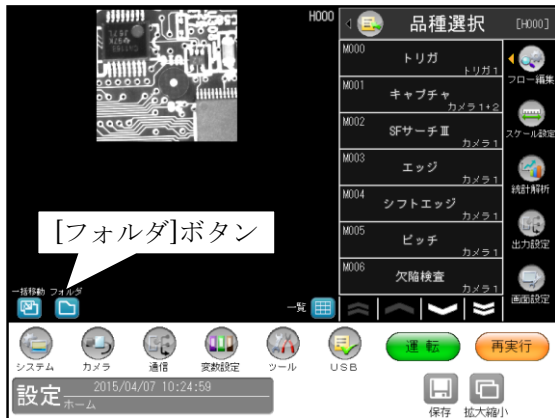 H000
品種選択
[H000]
M000
トリガ
トリガ1
M001
キャプチャ
カメラ1+2
M002
SFサーチⅢ
カメラ1
M003
エッジ
カメラ1
M004
シフトエッジ
カメラ1
M005
ピッチ
カメラ1
M006
欠陥検査
カメラ1
フロー編集
スケール設定
統計解析
出力設定
画面設定
[フォルダ]ボタン
一括移動
フォルダ
一覧
システム
カメラ
通信
変数設定
ツール
USB
運転
再実行
設定
2015/04/07 10:24:59
ホーム
保存
拡大縮小